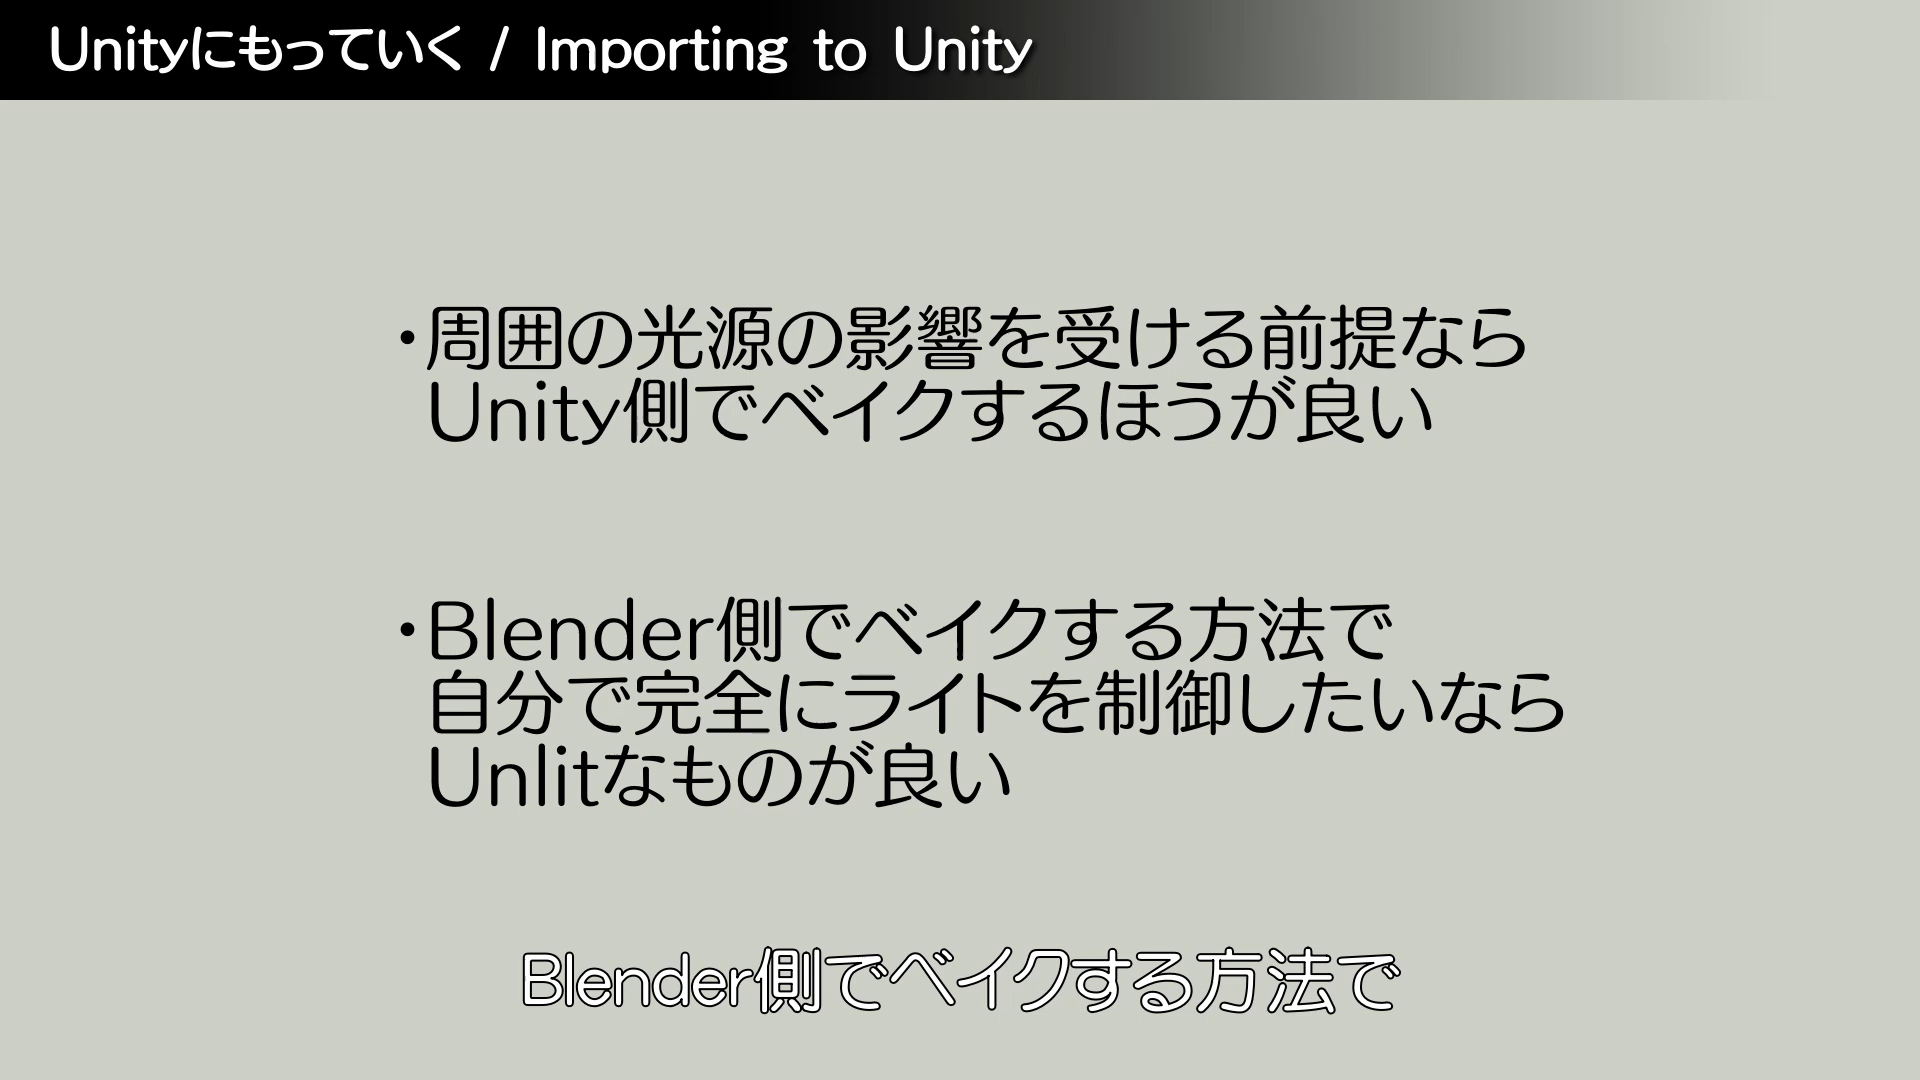 Unityにもっていく / Importing to Unity
・周囲の光源の影響を受ける前提なら
Unity側でベイクするほうが良い
・Blender側でベイクする方法で
自分で完全にライトを制御したいなら
Unlitなものが良い
Blender側でベイクする方法で